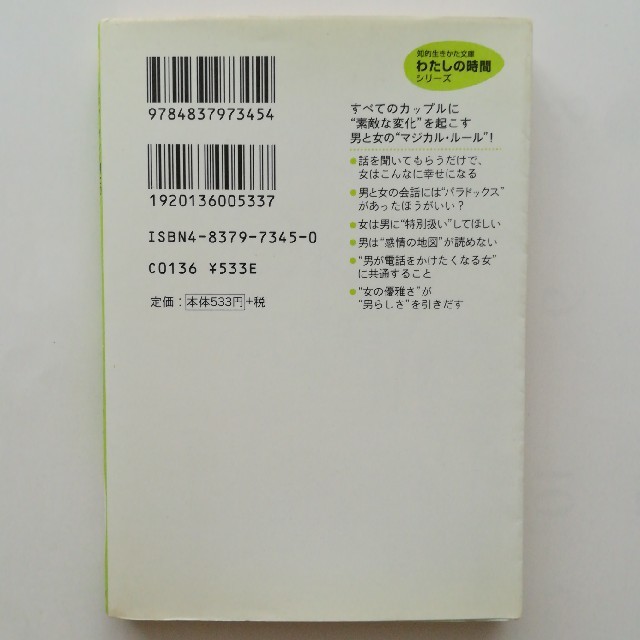 9784837973454
1920136005337
ISBN4-8379-7345-0
C0136 ¥533E
定価：本体533円+税
知的生きかた文庫
わたしの時間
シリーズ
すべてのカップルに
“素敵な変化”を起こす
男と女の“マジカル・ルール”！
●話を聞いてもらうだけで、
女はこんなに幸せになる
●男と女の会話には“パラドックス”
があったほうがいい？
●女は男に“特別扱い”してほしい
●男は“感情の地図”が読めない
●“男が電話をかけたくなる女”
に共通すること
●“女の優雅さ”が
“男らしさ”を引きだす